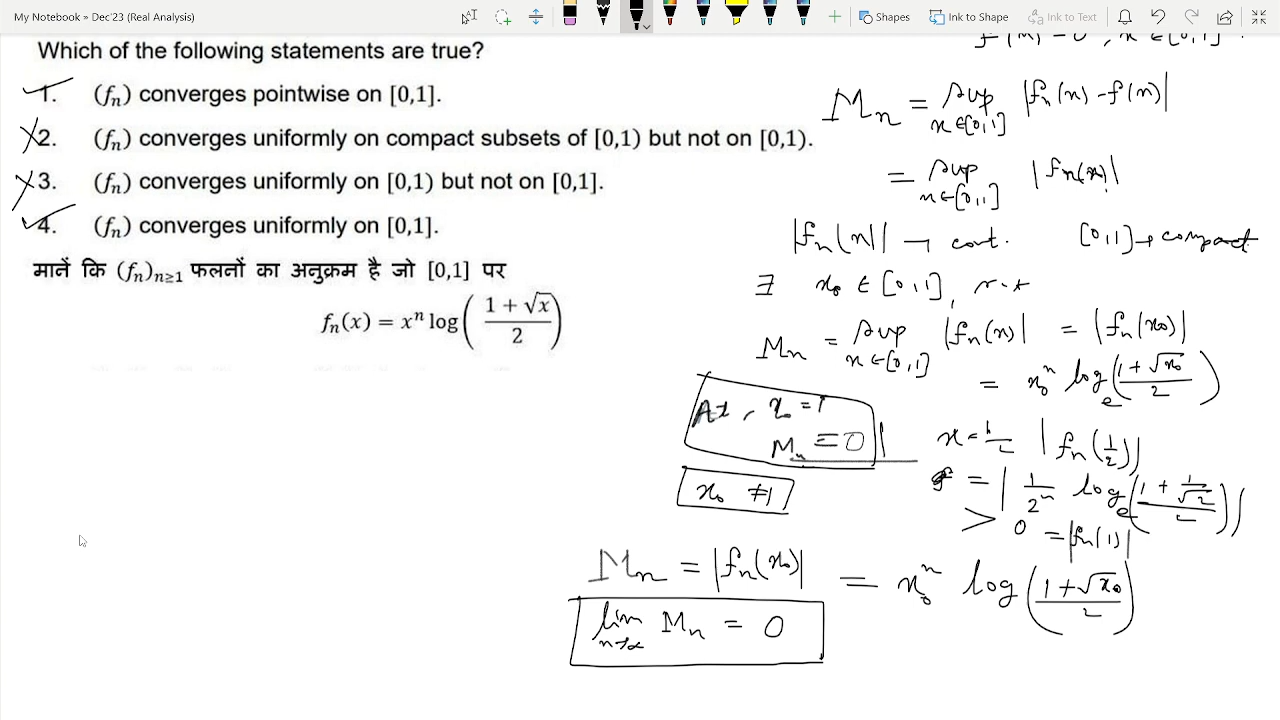 My Notebook » Dec'23 (Real Analysis)
Shapes
Ink to Shape
Ink to Text
Which of the following statements are true?
1. (fₙ) converges pointwise on [0,1].
2. (fₙ) converges uniformly on compact subsets of [0,1) but not on [0,1).
3. (fₙ) converges uniformly on [0,1) but not on [0,1].
4. (fₙ) converges uniformly on [0,1].
मानें कि (fₙ)ₙ≥₁ फलनों का अनुक्रम है जो [0,1] पर
fₙ(x) = xⁿ log((1 + √x)/2)
Mₙ = sup x∈[0,1] |fₙ(x) - f(x)|
= sup x∈[0,1] |fₙ(x)|
|fₙ(x)| → cont. [0,1] → compact
∃ x₀ ∈ [0,1], s.t
Mₙ = sup x∈[0,1] |fₙ(x)| = |fₙ(x₀)|
= x₀ⁿ logₑ((1 + √x₀)/2)
At, x₀ = 1
Mₙ = 0
x = 1/2 |fₙ(1/2)|
= |1/2ⁿ logₑ((1 + 1/√2)/2)|
x₀ ≠ 1
> 0 = |fₙ(1)|
Mₙ = |fₙ(x₀)| = x₀ⁿ log((1 + √x₀)/2)
lim n→∞ Mₙ = 0